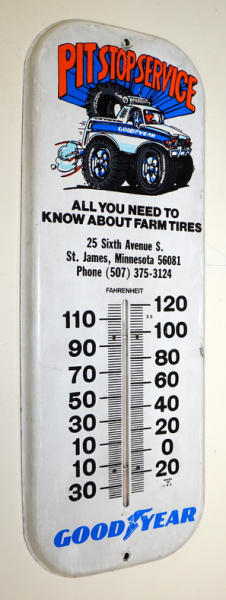 PIT STOP SERVICE
GOODYEAR
ALL YOU NEED TO
KNOW ABOUT FARM TIRES
25 Sixth Avenue S.
St. James, Minnesota 56081
Phone (507) 375-3124
FAHRENHEIT
120
110
100
90
80
70
60
50
40
30
20
10
0
10
20
30
GOODYEAR